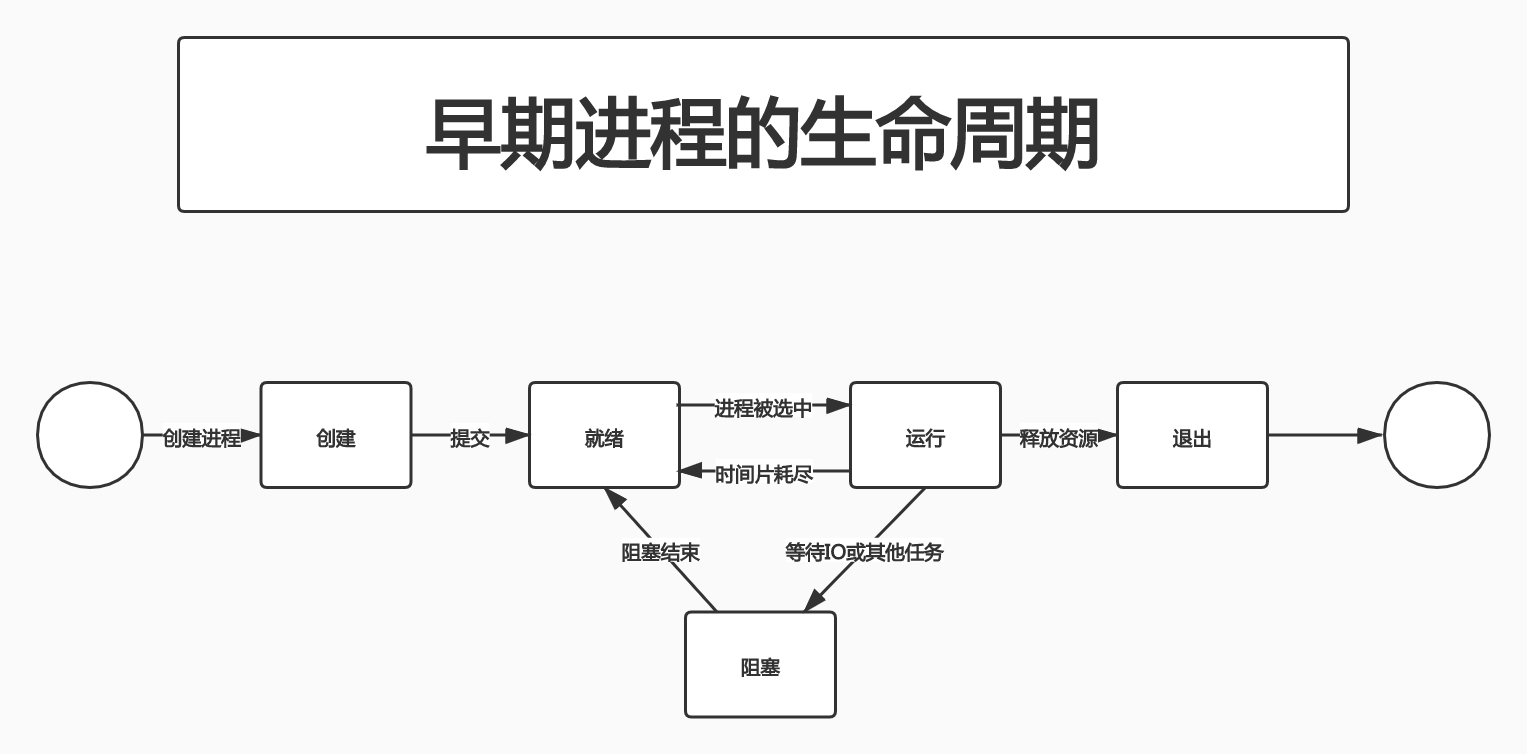 早期进程的生命周期
进程被选中
创建进程
创建
提交
就绪
运行
释放资源
退出
时间片耗尽
阻塞结束
等待IO或其他任务
阻塞